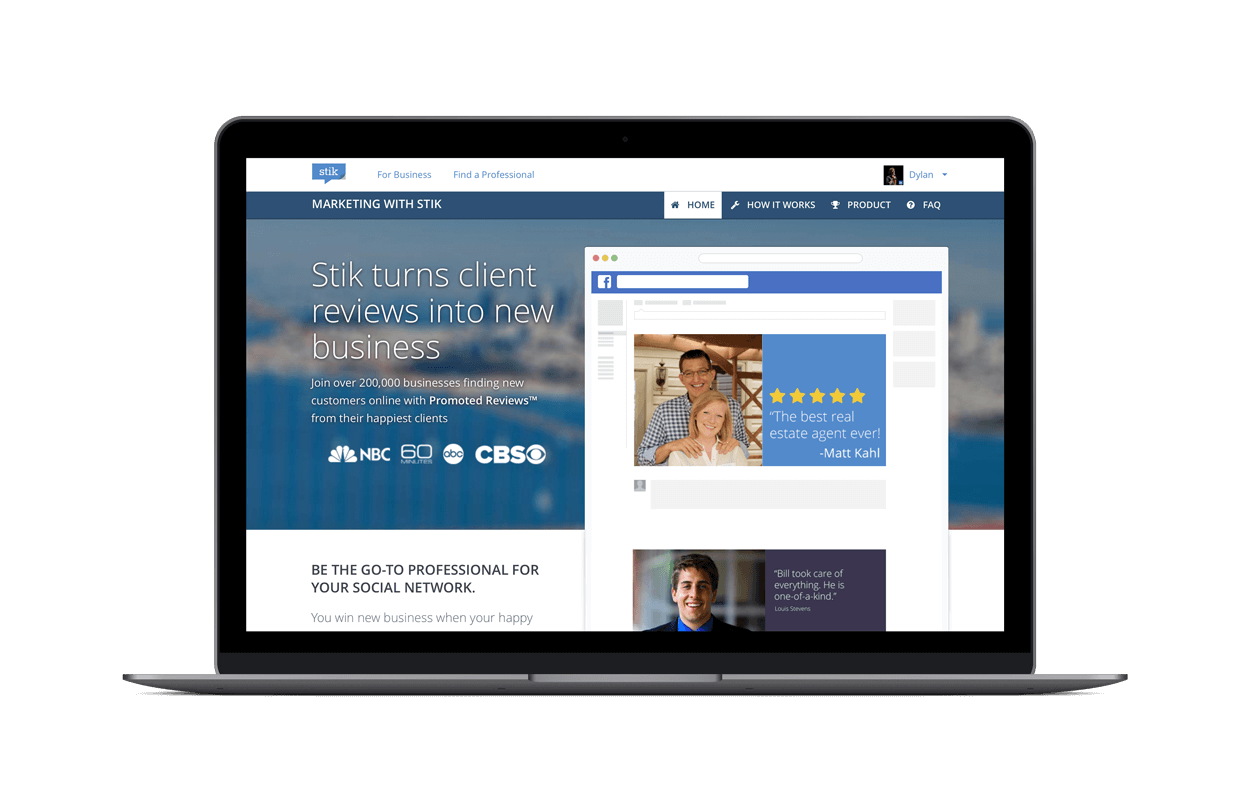 stik
For Business
Find a Professional
Dylan
MARKETING WITH STIK
HOME
HOW IT WORKS
PRODUCT
FAQ
Stik turns client
reviews into new
business
Join over 200,000 businesses finding new
customers online with Promoted Reviews™
from their happiest clients
NBC
60
MINUTES
abc
CBS
f
“The best real
estate agent ever!
-Matt Kahl
BE THE GO-TO PROFESSIONAL FOR
YOUR SOCIAL NETWORK.
You win new business when your happy
“Bill took care of
everything. He is
one-of-a-kind.”
Louis Stevens